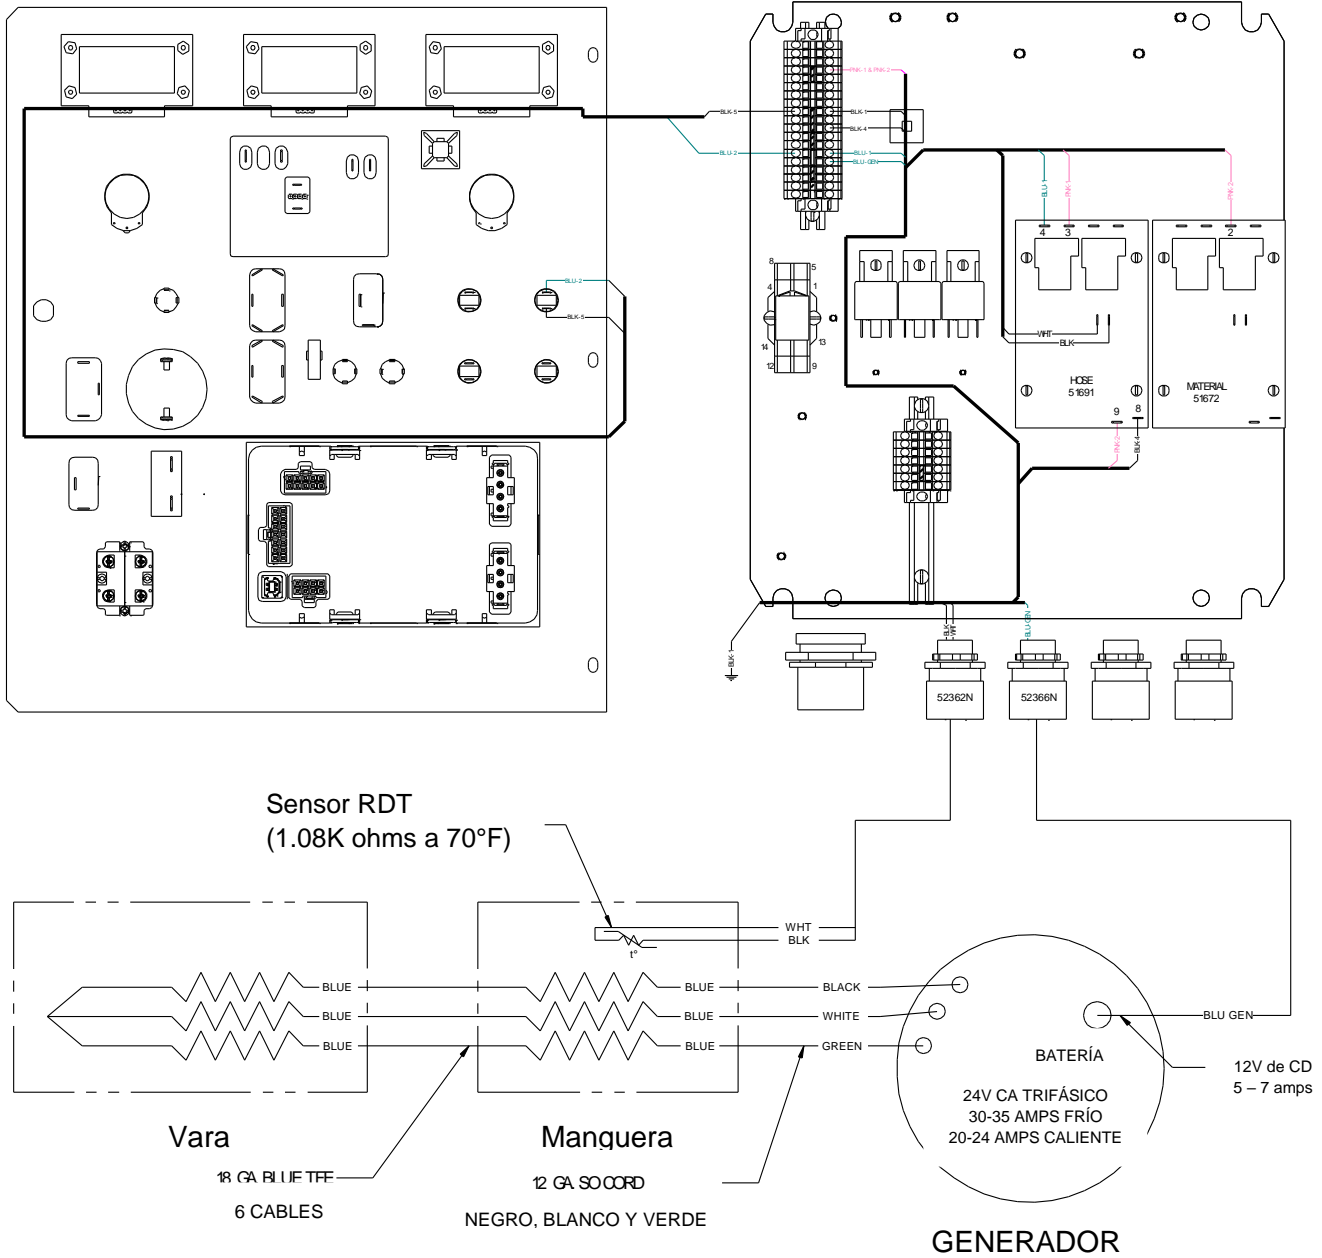 PNK-1 & PNK-2
BLK-5
BLK-1
BLK-4
BLU-2
BLU-1
BLU-GEN
BLU-1
PNK-1
PNK-2
4
3
2
8
5
4
1
14
13
12
9
BLU-2
BLK-5
WHT
BLK
HOSE
51691
MATERIAL
51672
9
8
PNK-2
BLK-4
BLK-1
BLK
WHT
BLU-GEN
52362N
52366N
Sensor RDT
(1.08K ohms a 70°F)
WHT
BLK
t°
BLUE
BLUE
BLACK
BLUE
BLUE
WHITE
BLUE
BLUE
GREEN
BLU GEN
BATERÍA
12V de CD
5 – 7 amps
24V CA TRIFÁSICO
30-35 AMPS FRÍO
20-24 AMPS CALIENTE
Vara
Manguera
18 GA BLUE TFE
12 GA SO CORD
6 CABLES
NEGRO, BLANCO Y VERDE
GENERADOR